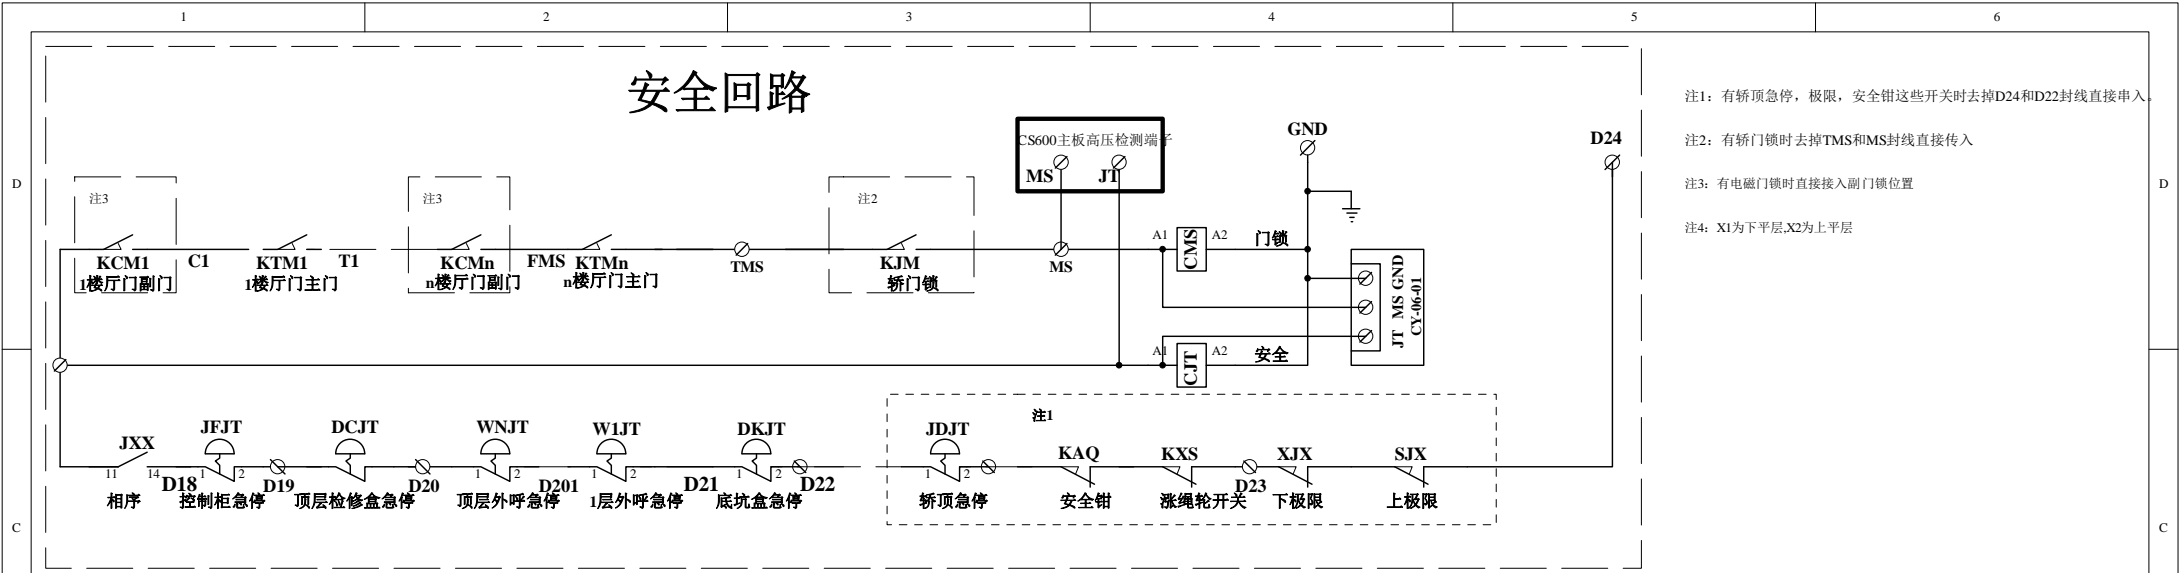 1 2 3 4 5 6
安全回路
注1：有轿顶急停，极限，安全钳这些开关时去掉D24和D22封线直接串入。
CS600主板高压检测端子
GND
D24
注2：有轿门锁时去掉TMS和MS封线直接传入
MS JT
D D
注3：有电磁门锁时直接接入副门锁位置
注3 注3 注2
注4：X1为下平层,X2为上平层
A1 CMS A2 门锁
KCM1 C1 KTM1 T1 KCMn FMS KTMn TMS KJM MS
1楼厅门副门 1楼厅门主门 n楼厅门副门 n楼厅门主门 轿门锁
JT MS GND
CY-06-01
A1 CJT A2 安全
注1
JFJT DCJT WNJT W1JT DKJT JDJT
JXX KAQ KXS XJX SJX
11 14 1 2 1 2 1 2 1 2 1 2
D18 D19 D20 D201 D21 D22 D23
相序 控制柜急停 顶层检修盒急停 顶层外呼急停 1层外呼急停 底坑盒急停 轿顶急停 安全钳 涨绳轮开关 下极限 上极限
C C